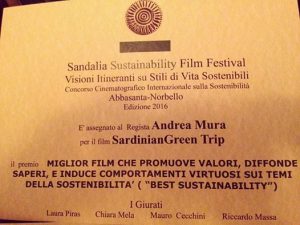 Sandalia Sustainability Film Festival
Visioni Itineranti su Stili di Vita Sostenibili
Concorso Cinematografico Internazionale sulla Sostenibilità
Abbasanta-Norbello
Edizione 2016
E' assegnato al Regista Andrea Mura
per il film SardinianGreen Trip
il premio MIGLIOR FILM CHE PROMUOVE VALORI, DIFFONDE
SAPERI, E INDUCE COMPORTAMENTI VIRTUOSI SUI TEMI
DELLA SOSTENIBILITA' ( "BEST SUSTAINABILITY")
I Giurati
Laura Piras Chiara Mela Mauro Cecchini Riccardo Massa